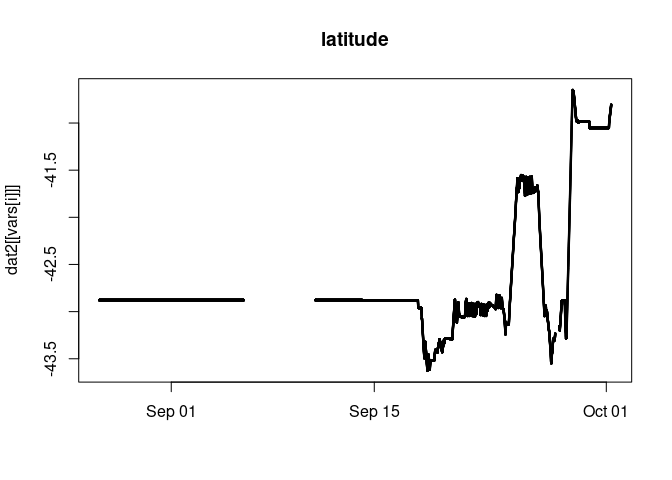 latitude
dat2[[vars[i]]]
-41.5
-42.5
-43.5
Sep 01
Sep 15
Oct 01